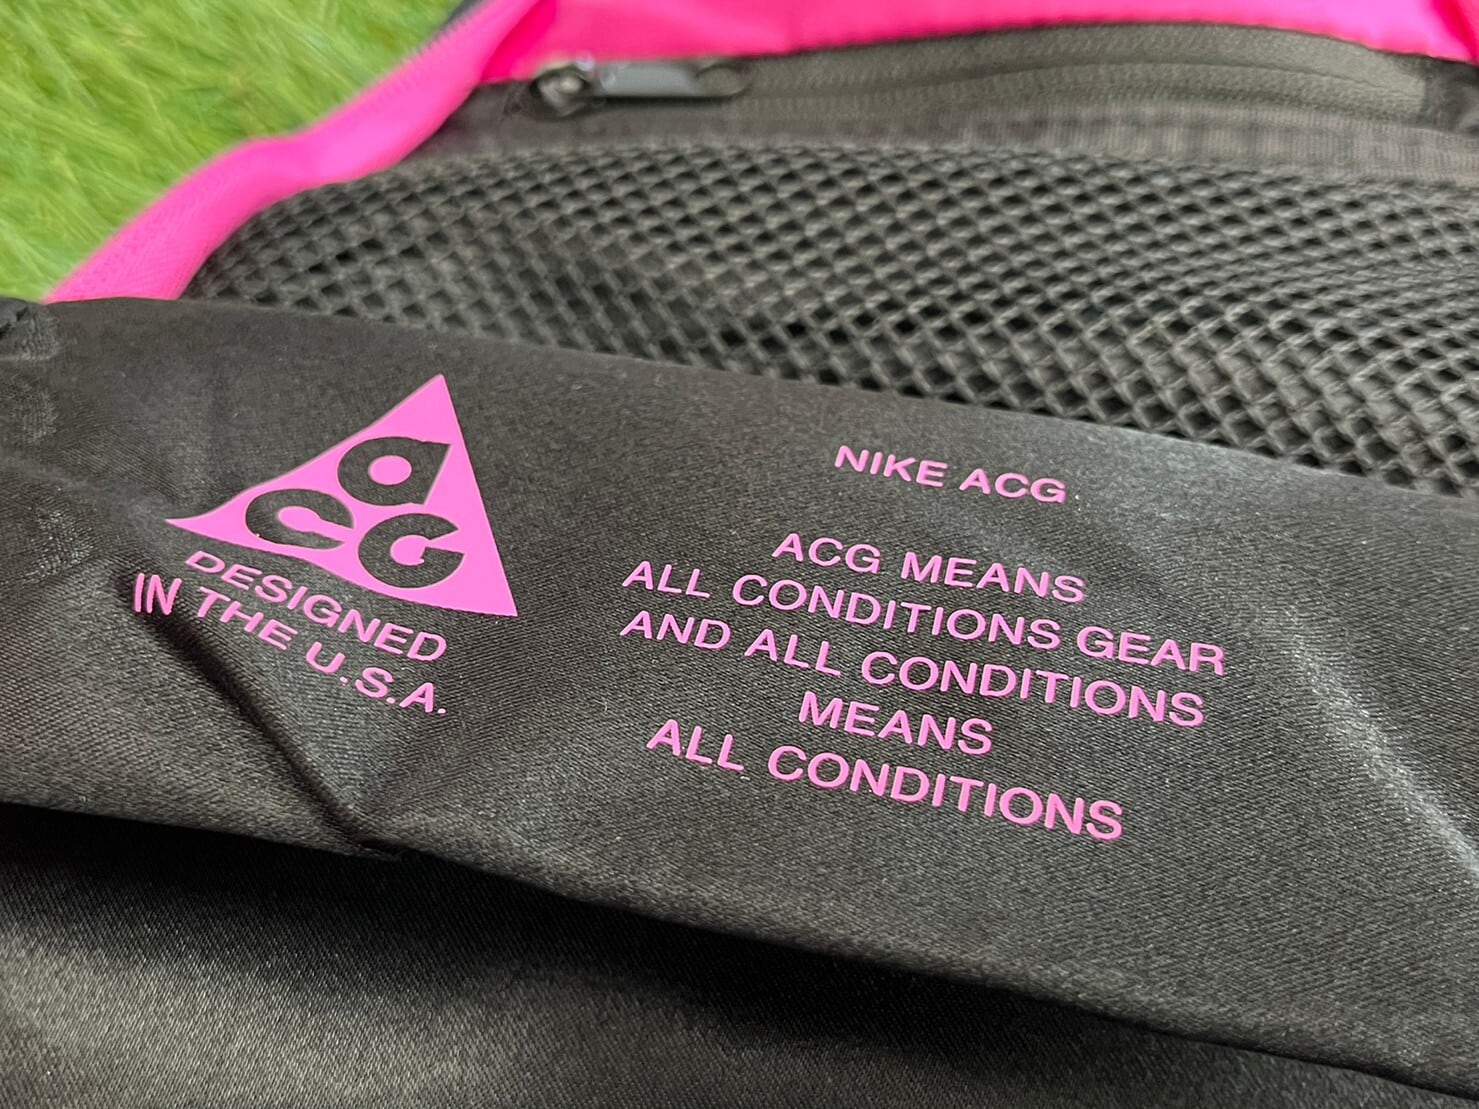 ACG
DESIGNED
IN THE U.S.A.
NIKE ACG
ACG MEANS
ALL CONDITIONS GEAR
AND ALL CONDITIONS
MEANS
ALL CONDITIONS